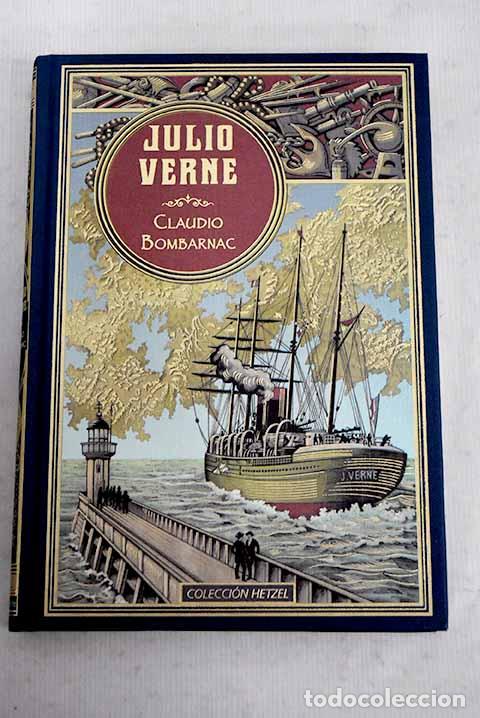 JULIO
VERNE
CLAUDIO
BOMBARNAC
J. VERNE
COLECCIÓN HETZEL
todocoleccion